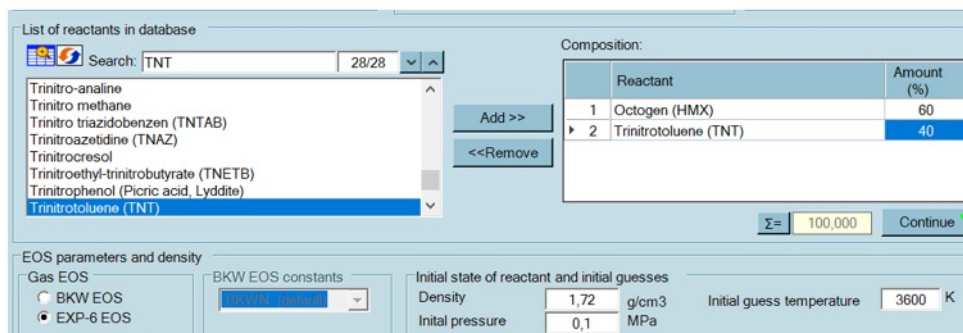 List of reactants in database
Search: TNT 28/28
Trinitro-analine
Trinitro methane
Trinitro triazidobenzen (TNTAB)
Trinitroazetidine (TNAZ)
Trinitrocresol
Trinitroethyl-trinitrobutyrate (TNETB)
Trinitrophenol (Picric acid, Lyddite)
Trinitrotoluene (TNT)
Add >>
<<Remove
Composition:
Reactant Amount (%)
1 Octogen (HMX) 60
2 Trinitrotoluene (TNT) 40
Σ= 100,000 Continue
EOS parameters and density
Gas EOS
BKW EOS
EXP-6 EOS
BKW EOS constants
BKWN (default)
Initial state of reactant and initial guesses
Density 1,72 g/cm3
Inital pressure 0,1 MPa
Initial guess temperature 3600 K